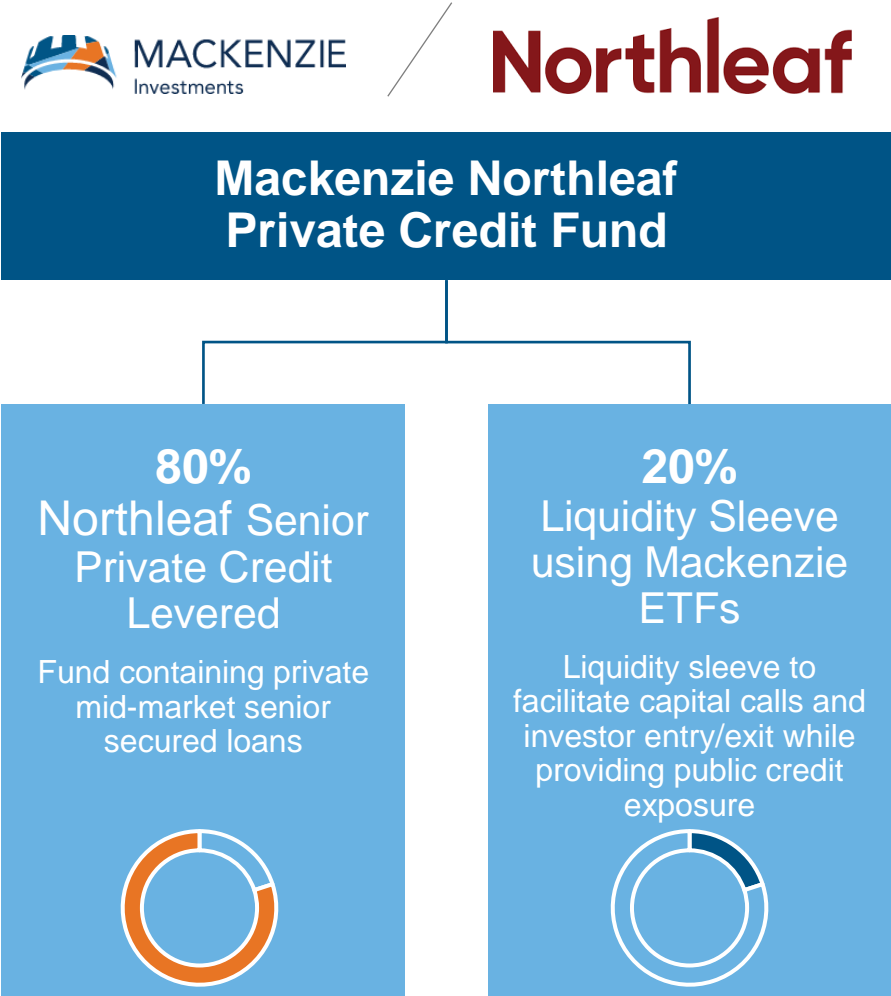 MACKENZIE
Investments
Northleaf
Mackenzie Northleaf
Private Credit Fund
80%
Northleaf Senior
Private Credit
Levered
Fund containing private
mid-market senior
secured loans
20%
Liquidity Sleeve
using Mackenzie
ETFs
Liquidity sleeve to
facilitate capital calls and
investor entry/exit while
providing public credit
exposure